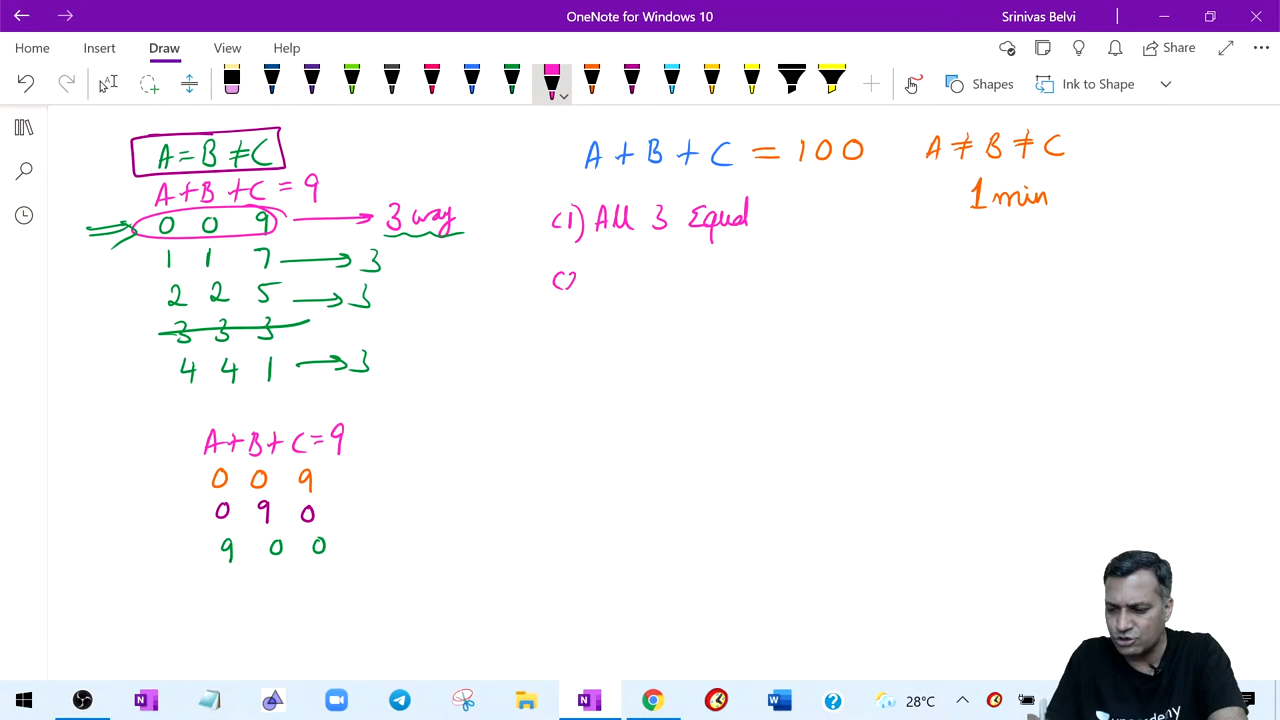 OneNote for Windows 10
Srinivas Belvi
Home Insert Draw View Help
Share
Shapes
Ink to Shape
A=B≠C
A+B+C=9
0 0 9 → 3 way
1 1 7 → 3
2 2 5 → 3
3 3 3
4 4 1 → 3
A+B+C=9
0 0 9
0 9 0
9 0 0
A+B+C=100
A≠B≠C
1 min
(1) All 3 Equal
28°C